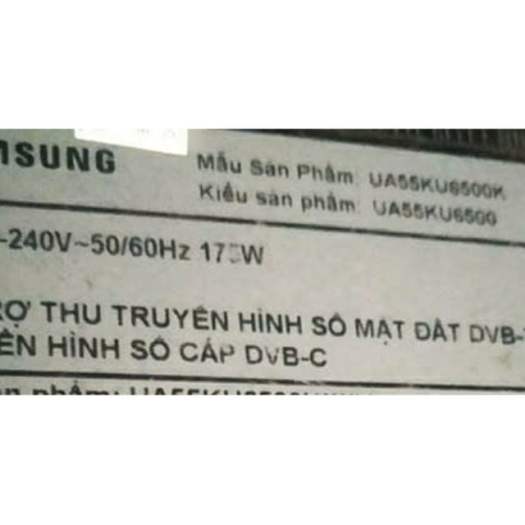 MSUNG
Mẫu Sản Phẩm: UA55KU6500K
Kiểu sản phẩm: UA55KU6500
-240V~50/60Hz
RỢ THU TRUYỀN HÌNH SỐ MẶT ĐẤT DVB-
ỀN HÌNH SỐ CÁP DVB-C